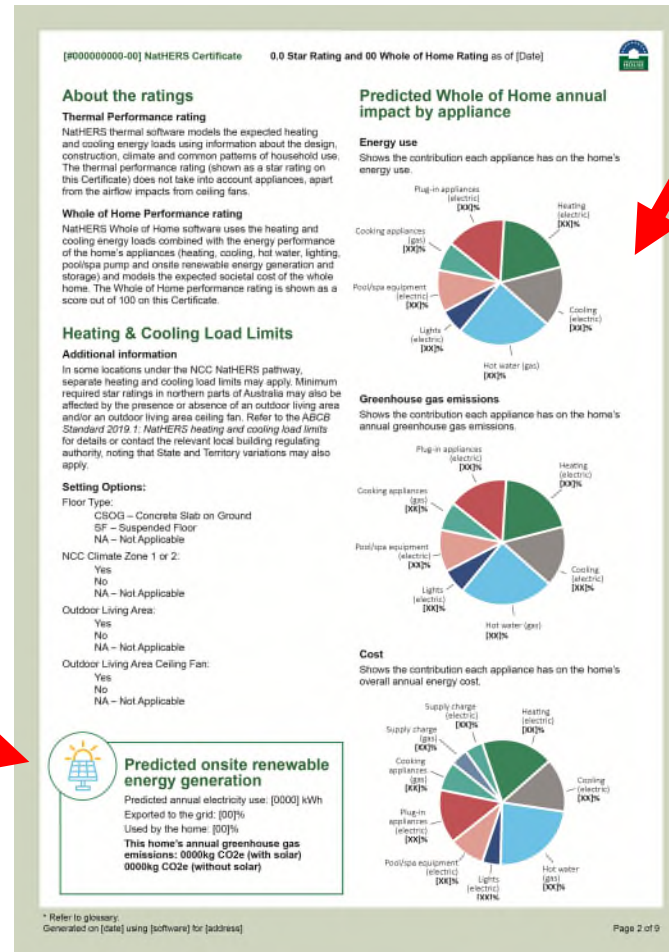 [#000000000-00] NatHERS Certificate
0.0 Star Rating and 00 Whole of Home Rating as of [Date]
HOUSE
About the ratings
Thermal Performance rating
NatHERS thermal software models the expected heating
and cooling energy loads using information about the design,
construction, climate and common patterns of household use.
The thermal performance rating (shown as a star rating on
this Certificate) does not take into account appliances, apart
from the airflow impacts from ceiling fans.
Whole of Home Performance rating
NatHERS Whole of Home software uses the heating and
cooling energy loads combined with the energy performance
of the home's appliances (heating, cooling, hot water, lighting,
pool/spa pump and onsite renewable energy generation and
storage) and models the expected societal cost of the whole
home. The Whole of Home performance rating is shown as a
score out of 100 on this Certificate.
Heating & Cooling Load Limits
Additional information
In some locations under the NCC NatHERS pathway,
separate heating and cooling load limits may apply. Minimum
required star ratings in northern parts of Australia may also be
affected by the presence or absence of an outdoor living area
and/or an outdoor living area ceiling fan. Refer to the ABCB
Standard 2019.1: NatHERS heating and cooling load limits
for details or contact the relevant local building regulating
authority, noting that State and Territory variations may also
apply.
Setting Options:
Floor Type:
CSOG – Concrete Slab on Ground
SF – Suspended Floor
NA – Not Applicable
NCC Climate Zone 1 or 2:
Yes
No
NA – Not Applicable
Outdoor Living Area:
Yes
No
NA – Not Applicable
Outdoor Living Area Ceiling Fan:
Yes
No
NA – Not Applicable
Predicted onsite renewable
energy generation
Predicted annual electricity use: [0000] kWh
Exported to the grid: [00]%
Used by the home: [00]%
This home's annual greenhouse gas
emissions: 0000kg CO2e (with solar)
0000kg CO2e (without solar)
Predicted Whole of Home annual
impact by appliance
Energy use
Shows the contribution each appliance has on the home's
energy use.
Plug-in appliances
(electric)
[XX]%
Heating
(electric)
[XX]%
Cooking appliances
(gas)
[XX]%
Pool/spa equipment
(electric)
[XX]%
Cooling
(electric)
[XX]%
Lights
(electric)
[XX]%
Hot water (gas)
[XX]%
Greenhouse gas emissions
Shows the contribution each appliance has on the home's
annual greenhouse gas emissions.
Plug-in appliances
(electric)
[XX]%
Heating
(electric)
[XX]%
Cooking appliances
(gas)
[XX]%
Pool/spa equipment
(electric)
[XX]%
Cooling
(electric)
[XX]%
Lights
(electric)
[XX]%
Hot water (gas)
[XX]%
Cost
Shows the contribution each appliance has on the home's
overall annual energy cost.
Supply charge
(electric)
[XX]%
Heating
(electric)
[XX]%
Supply charge
(gas)
[XX]%
Cooking
appliances
(gas)
[XX]%
Cooling
(electric)
[XX]%
Plug-in
appliances
(electric)
[XX]%
Pool/spa equipment
(electric)
[XX]%
Lights
(electric)
[XX]%
Hot water
(gas)
[XX]%
* Refer to glossary.
Generated on [date] using [software] for [address]
Page 2 of 9